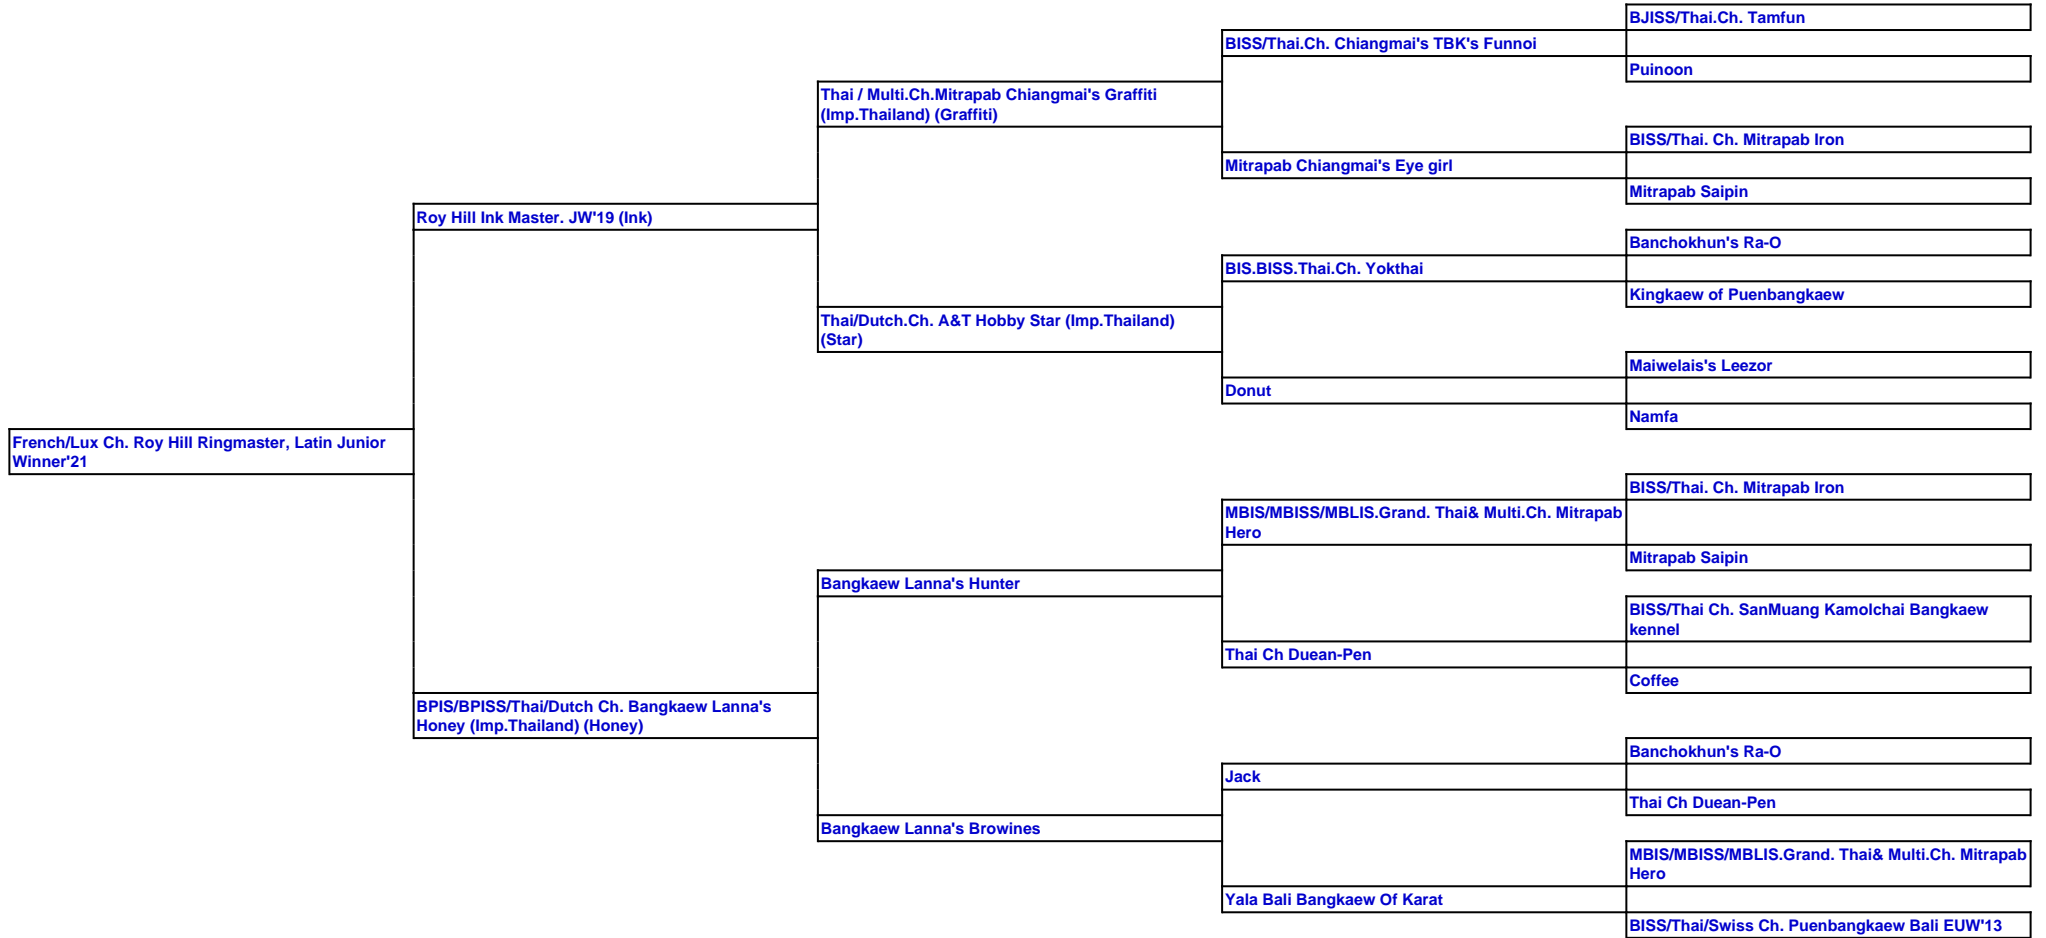 BJISS/Thai.Ch. Tamfun
BISS/Thai.Ch. Chiangmai's TBK's Funnoi
Puinoon
Thai / Multi.Ch.Mitrapab Chiangmai's Graffiti
(Imp.Thailand) (Graffiti)
BISS/Thai. Ch. Mitrapab Iron
Mitrapab Chiangmai's Eye girl
Mitrapab Saipin
Roy Hill Ink Master. JW'19 (Ink)
Banchokhun's Ra-O
BIS.BISS.Thai.Ch. Yokthai
Kingkaew of Puenbangkaew
Thai/Dutch.Ch. A&T Hobby Star (Imp.Thailand)
(Star)
Maiwelais's Leezor
Donut
Namfa
French/Lux Ch. Roy Hill Ringmaster, Latin Junior
Winner'21
BISS/Thai. Ch. Mitrapab Iron
MBIS/MBISS/MBLIS.Grand. Thai& Multi.Ch. Mitrapab
Hero
Mitrapab Saipin
Bangkaew Lanna's Hunter
BISS/Thai Ch. SanMuang Kamolchai Bangkaew
kennel
Thai Ch Duean-Pen
Coffee
BPIS/BPISS/Thai/Dutch Ch. Bangkaew Lanna's
Honey (Imp.Thailand) (Honey)
Banchokhun's Ra-O
Jack
Thai Ch Duean-Pen
Bangkaew Lanna's Browines
MBIS/MBISS/MBLIS.Grand. Thai& Multi.Ch. Mitrapab
Hero
Yala Bali Bangkaew Of Karat
BISS/Thai/Swiss Ch. Puenbangkaew Bali EUW'13